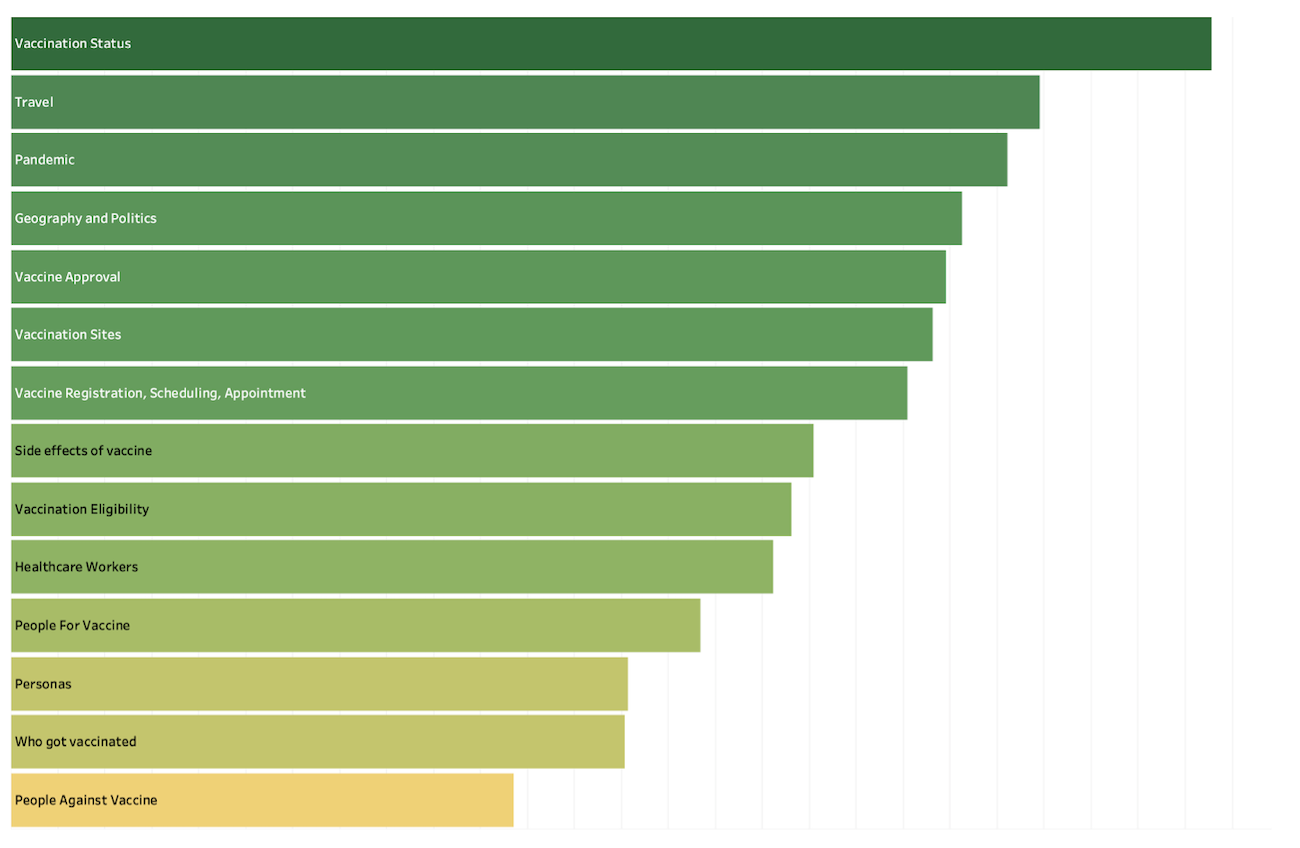 Vaccination Status
Travel
Pandemic
Geography and Politics
Vaccine Approval
Vaccination Sites
Vaccine Registration, Scheduling, Appointment
Side effects of vaccine
Vaccination Eligibility
Healthcare Workers
People For Vaccine
Personas
Who got vaccinated
People Against Vaccine